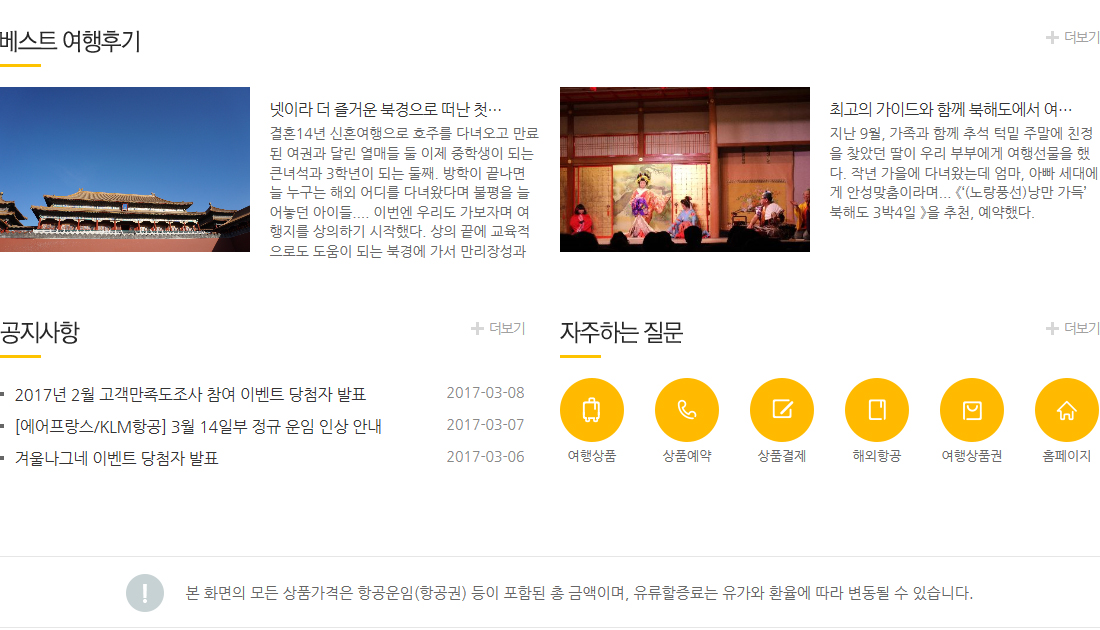 베스트 여행후기
더보기
넷이라 더 즐거운 북경으로 떠난 첫…
결혼14년 신혼여행으로 호주를 다녀오고 만료
된 여권과 달린 열매들 둘 이제 중학생이 되는
큰녀석과 3학년이 되는 둘째. 방학이 끝나면
늘 누구는 해외 어디를 다녀왔다며 불평을 늘
어놓던 아이들.... 이번엔 우리도 가보자며 여
행지를 상의하기 시작했다. 상의 끝에 교육적
으로도 도움이 되는 북경에 가서 만리장성과
최고의 가이드와 함께 북해도에서 여…
지난 9월, 가족과 함께 추석 턱밑 주말에 친정
을 찾았던 딸이 우리 부부에게 여행선물을 했
다. 작년 가을에 다녀왔는데 엄마, 아빠 세대에
게 안성맞춤이라며... 《‘(노랑풍선)낭만 가득’
북해도 3박4일 》을 추천, 예약했다.
공지사항
더보기
2017년 2월 고객만족도조사 참여 이벤트 당첨자 발표 2017-03-08
[에어프랑스/KLM항공] 3월 14일부 정규 운임 인상 안내 2017-03-07
겨울나그네 이벤트 당첨자 발표 2017-03-06
자주하는 질문
더보기
여행상품 상품예약 상품결제 해외항공 여행상품권 홈페이지
본 화면의 모든 상품가격은 항공운임(항공권) 등이 포함된 총 금액이며, 유류할증료는 유가와 환율에 따라 변동될 수 있습니다.